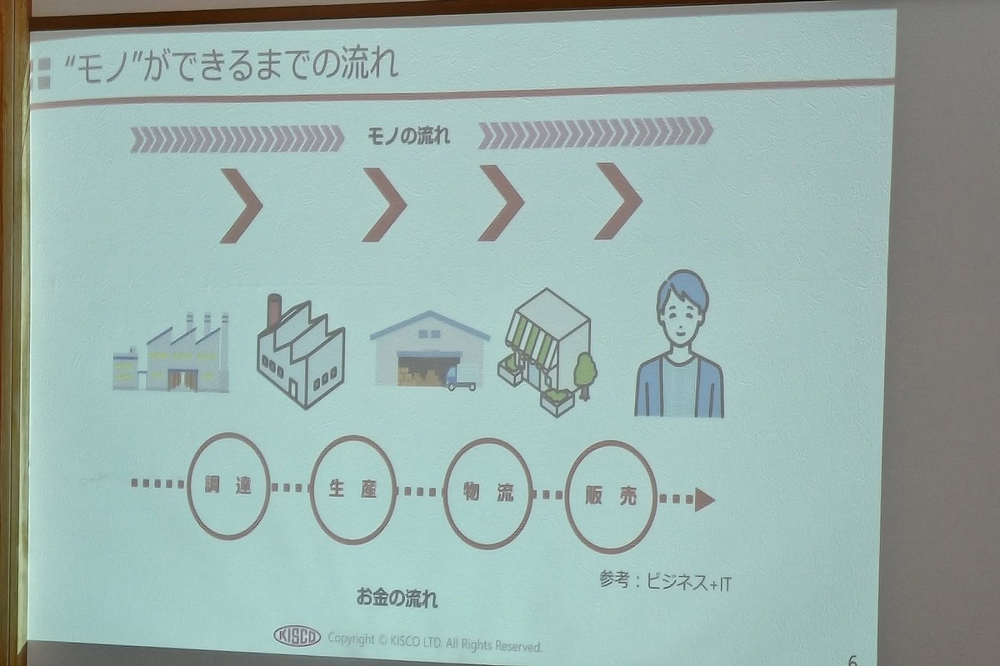 “モノ”ができるまでの流れ
モノの流れ
調達 生産 物流 販売
参考：ビジネス+IT
お金の流れ
KISCO Copyright © KISCO LTD. All Rights Reserved.
6